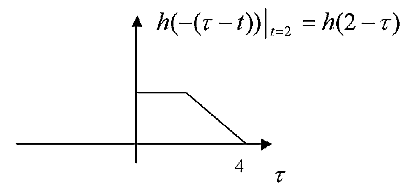 h(-(τ-t))|t=2 = h(2-τ)
4
τ